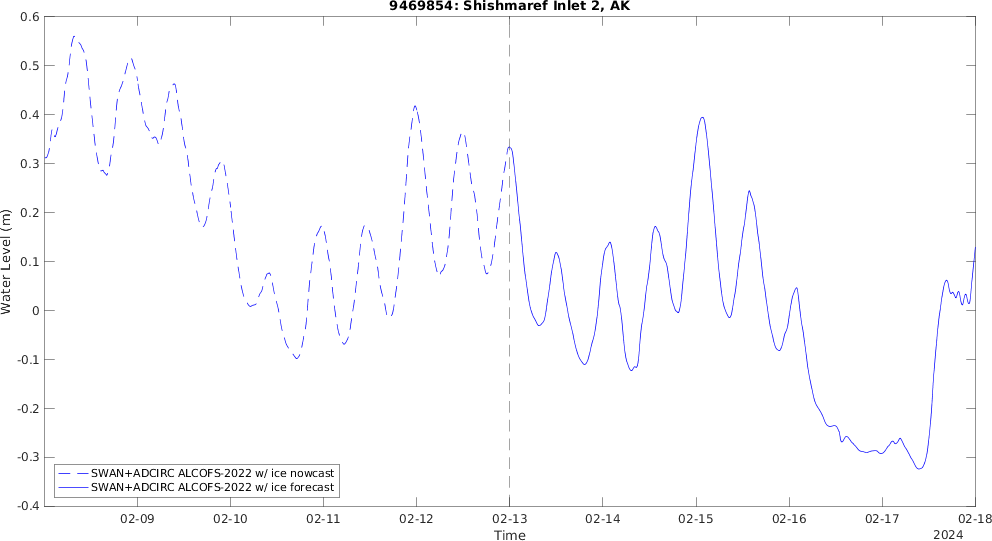 9469854: Shishmaref Inlet 2, AK
0.6
0.5
0.4
0.3
0.2
0.1
0
-0.1
-0.2
-0.3
-0.4
Water Level (m)
SWAN+ADCIRC ALCOFS-2022 w/ ice nowcast
SWAN+ADCIRC ALCOFS-2022 w/ ice forecast
02-09 02-10 02-11 02-12 02-13 02-14 02-15 02-16 02-17 02-18
Time
2024